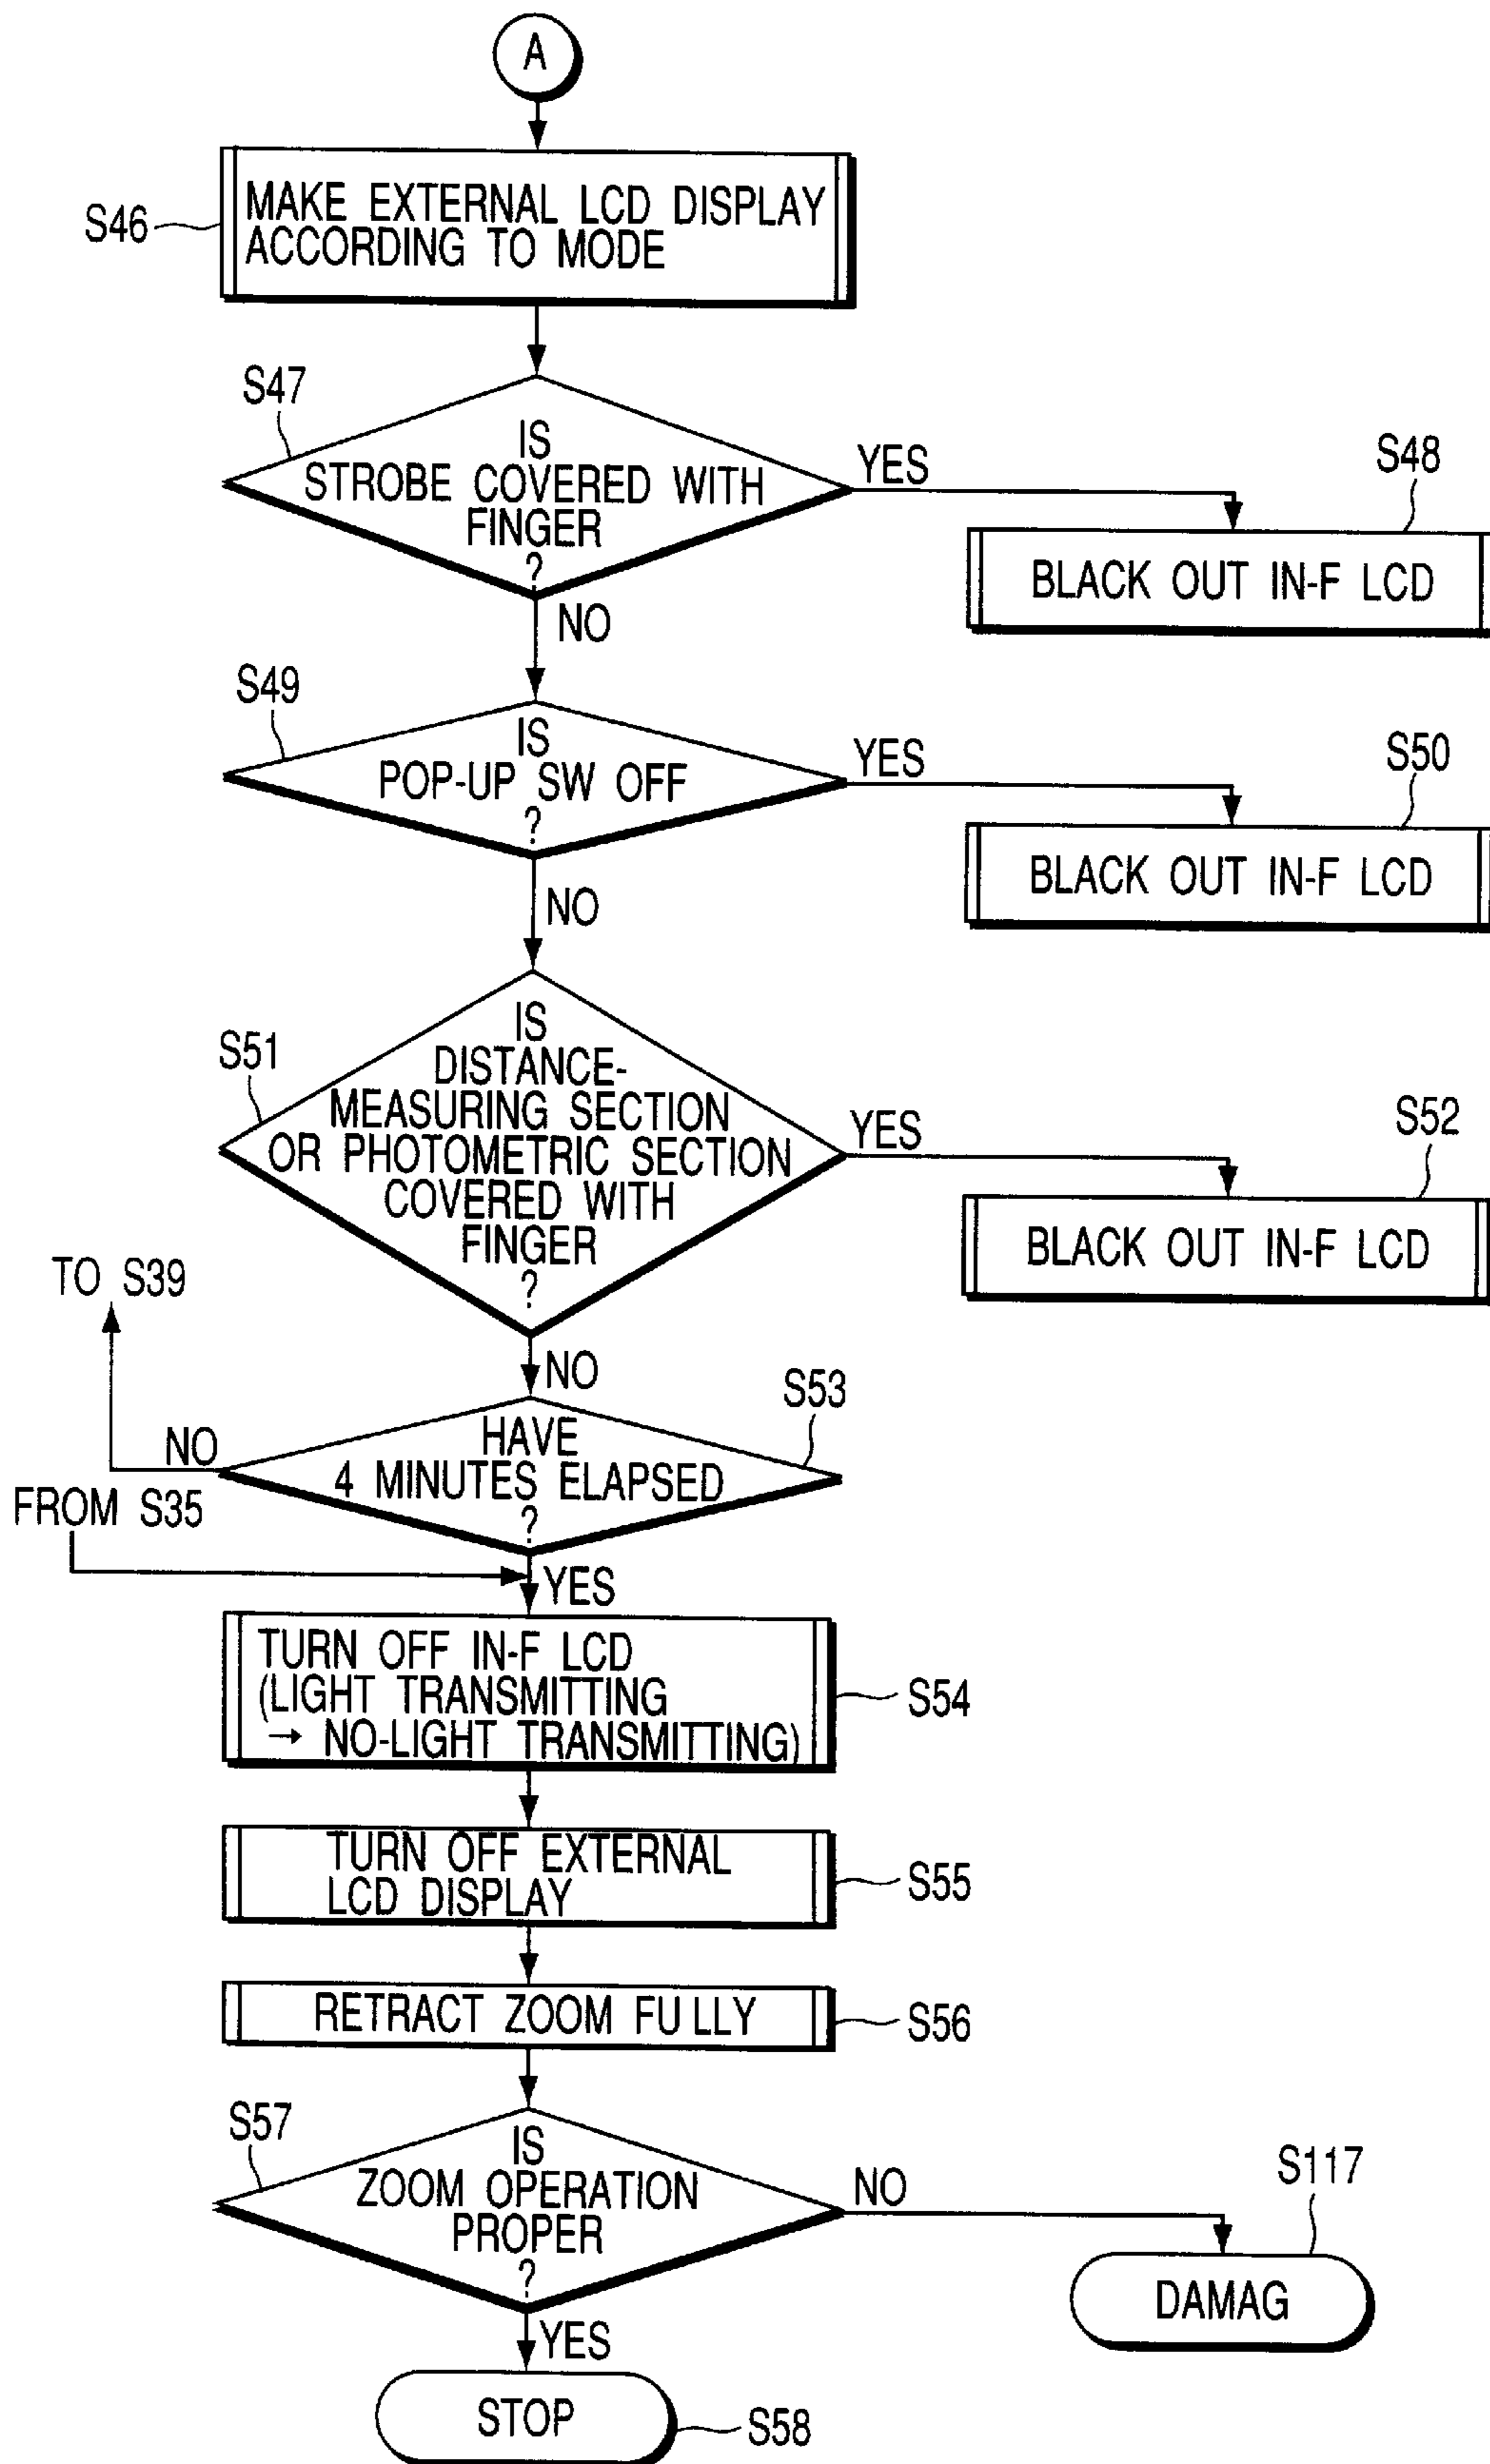 A
S46
MAKE EXTERNAL LCD DISPLAY
ACCORDING TO MODE
S47
IS
STROBE COVERED WITH
FINGER
?
YES
S48
BLACK OUT IN-F LCD
NO
S49
IS
POP-UP SW OFF
?
YES
S50
BLACK OUT IN-F LCD
NO
S51
IS
DISTANCE-
MEASURING SECTION
OR PHOTOMETRIC SECTION
COVERED WITH
FINGER
?
YES
S52
BLACK OUT IN-F LCD
TO S39
NO
S53
HAVE
4 MINUTES ELAPSED
?
NO
FROM S35
YES
TURN OFF IN-F LCD
(LIGHT TRANSMITTING
→ NO-LIGHT TRANSMITTING)
S54
TURN OFF EXTERNAL
LCD DISPLAY
S55
RETRACT ZOOM FULLY
S56
S57
IS
ZOOM OPERATION
PROPER
?
NO
S117
DAMAG
YES
STOP
S58